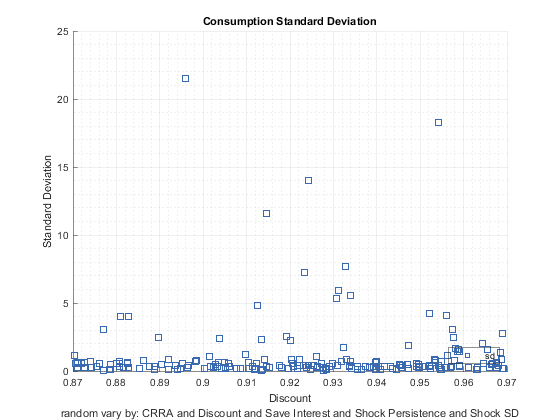 Consumption Standard Deviation
25
20
15
10
5
0
Standard Deviation
sd
0.87 0.88 0.89 0.9 0.91 0.92 0.93 0.94 0.95 0.96 0.97
Discount
random vary by: CRRA and Discount and Save Interest and Shock Persistence and Shock SD